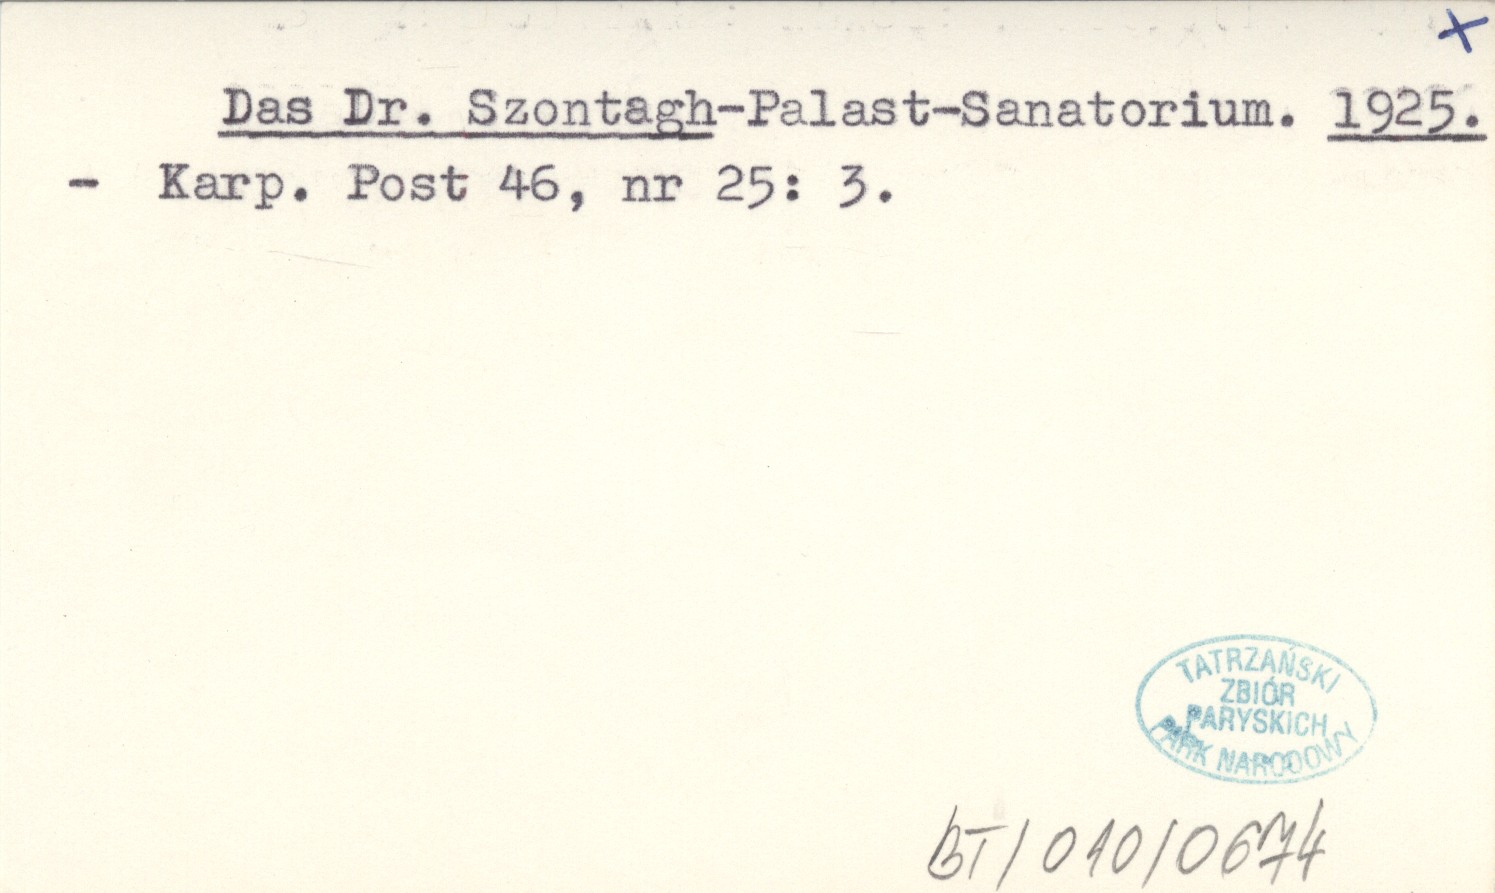 +
Das Dr. Szontagh-Palast-Sanatorium. 1925.
- Karp. Post 46, nr 25: 3.
TATRZAŃSKI
ZBIÓR
PARYSKICH
PARK NARODOWY
BT/010/0674